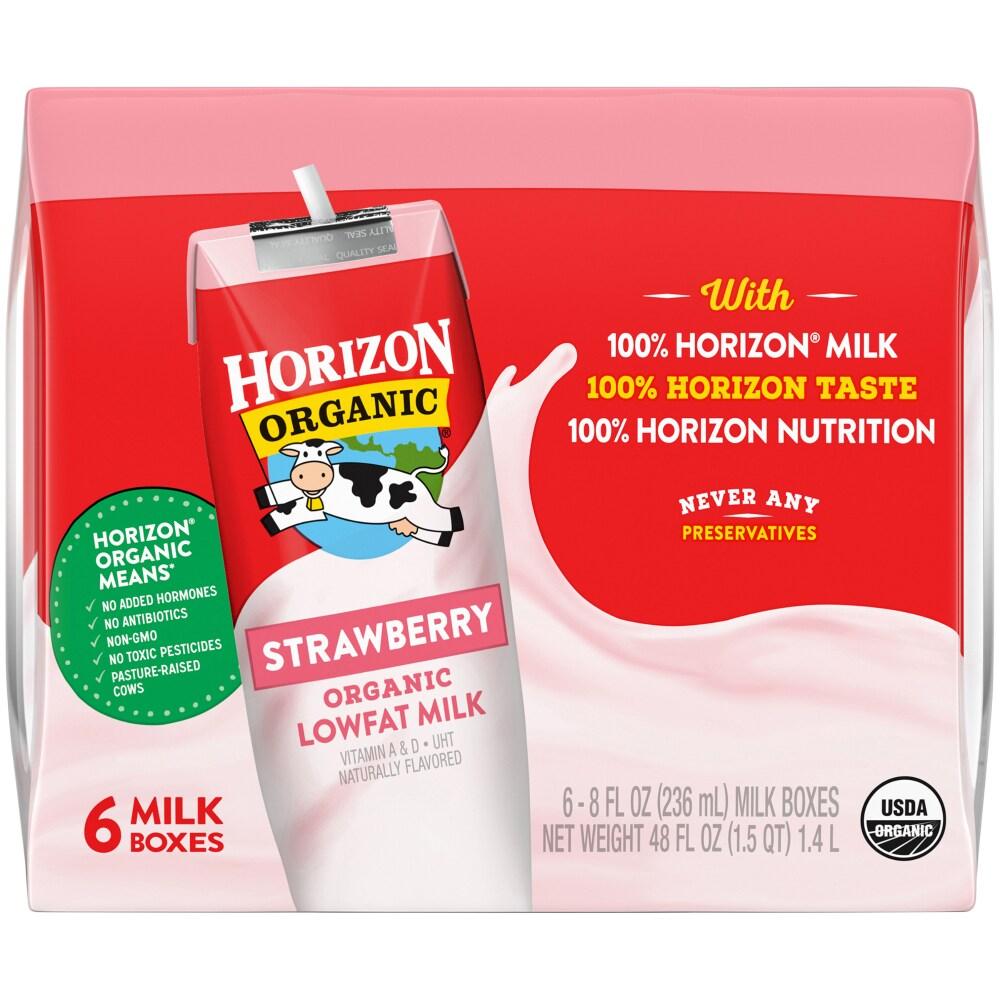 QUALITY SEAL
HORIZON
ORGANIC®
STRAWBERRY
ORGANIC
LOWFAT MILK
VITAMIN A & D • UHT
NATURALLY FLAVORED
HORIZON®
ORGANIC
MEANS*
✓ NO ADDED HORMONES
✓ NO ANTIBIOTICS
✓ NON-GMO
✓ NO TOXIC PESTICIDES
✓ PASTURE-RAISED
COWS
6 MILK
BOXES
With
100% HORIZON® MILK
100% HORIZON TASTE
100% HORIZON NUTRITION
NEVER ANY
PRESERVATIVES
6 - 8 FL OZ (236 mL) MILK BOXES
NET WEIGHT 48 FL OZ (1.5 QT) 1.4 L
USDA
ORGANIC